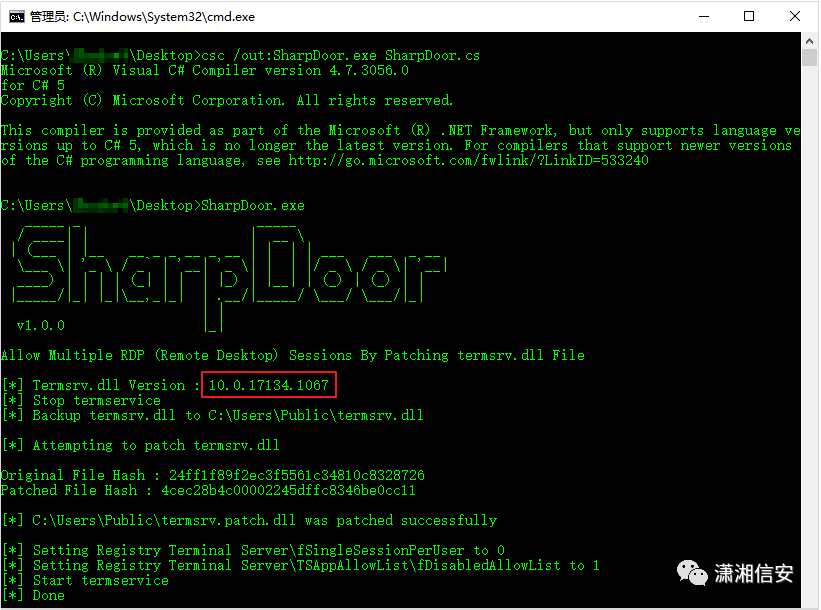 管理员: C:\Windows\System32\cmd.exe
C:\Users\ \Desktop>csc /out:SharpDoor.exe SharpDoor.cs
Microsoft (R) Visual C# Compiler version 4.7.3056.0
for C# 5
Copyright (C) Microsoft Corporation. All rights reserved.
This compiler is provided as part of the Microsoft (R) .NET Framework, but only supports language ve
rsions up to C# 5, which is no longer the latest version. For compilers that support newer versions
of the C# programming language, see http://go.microsoft.com/fwlink/?LinkID=533240
C:\Users\ \Desktop>SharpDoor.exe
SharpDoor
v1.0.0
Allow Multiple RDP (Remote Desktop) Sessions By Patching termsrv.dll File
[*] Termsrv.dll Version : 10.0.17134.1067
[*] Stop termservice
[*] Backup termsrv.dll to C:\Users\Public\termsrv.dll
[*] Attempting to patch termsrv.dll
Original File Hash : 24ff1f89f2ec3f5561c34810c8328726
Patched File Hash : 4cec28b4c00002245dffc8346be0cc11
[*] C:\Users\Public\termsrv.patch.dll was patched successfully
[*] Setting Registry Terminal Server\fSingleSessionPerUser to 0
[*] Setting Registry Terminal Server\TSAppAllowList\fDisabledAllowList to 1
[*] Start termservice
[*] Done
潇湘信安